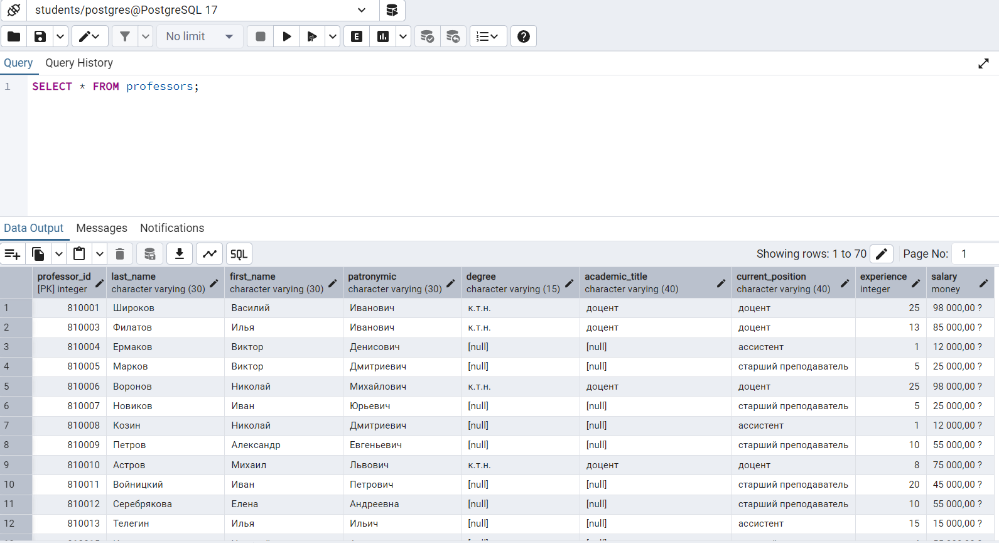 students/postgres@PostgreSQL 17
No limit
E
Query Query History
1 SELECT * FROM professors;
Data Output Messages Notifications
SQL Showing rows: 1 to 70 Page No: 1
professor_id last_name first_name patronymic degree academic_title current_position experience salary
[PK] integer character varying (30) character varying (30) character varying (30) character varying (15) character varying (40) character varying (40) integer money
1 810001 Широков Василий Иванович к.т.н. доцент доцент 25 98 000,00 ?
2 810003 Филатов Илья Иванович к.т.н. доцент доцент 13 85 000,00 ?
3 810004 Ермаков Виктор Денисович [null] [null] ассистент 1 12 000,00 ?
4 810005 Марков Виктор Дмитриевич [null] [null] старший преподаватель 5 25 000,00 ?
5 810006 Воронов Николай Михайлович к.т.н. доцент доцент 25 98 000,00 ?
6 810007 Новиков Иван Юрьевич [null] [null] старший преподаватель 5 25 000,00 ?
7 810008 Козин Николай Дмитриевич [null] [null] ассистент 1 12 000,00 ?
8 810009 Петров Александр Евгеньевич [null] [null] старший преподаватель 10 55 000,00 ?
9 810010 Астров Михаил Львович к.т.н. доцент доцент 8 75 000,00 ?
10 810011 Войницкий Иван Петрович [null] [null] старший преподаватель 20 45 000,00 ?
11 810012 Серебрякова Елена Андреевна [null] [null] старший преподаватель 10 55 000,00 ?
12 810013 Телегин Илья Ильич [null] [null] ассистент 15 15 000,00 ?